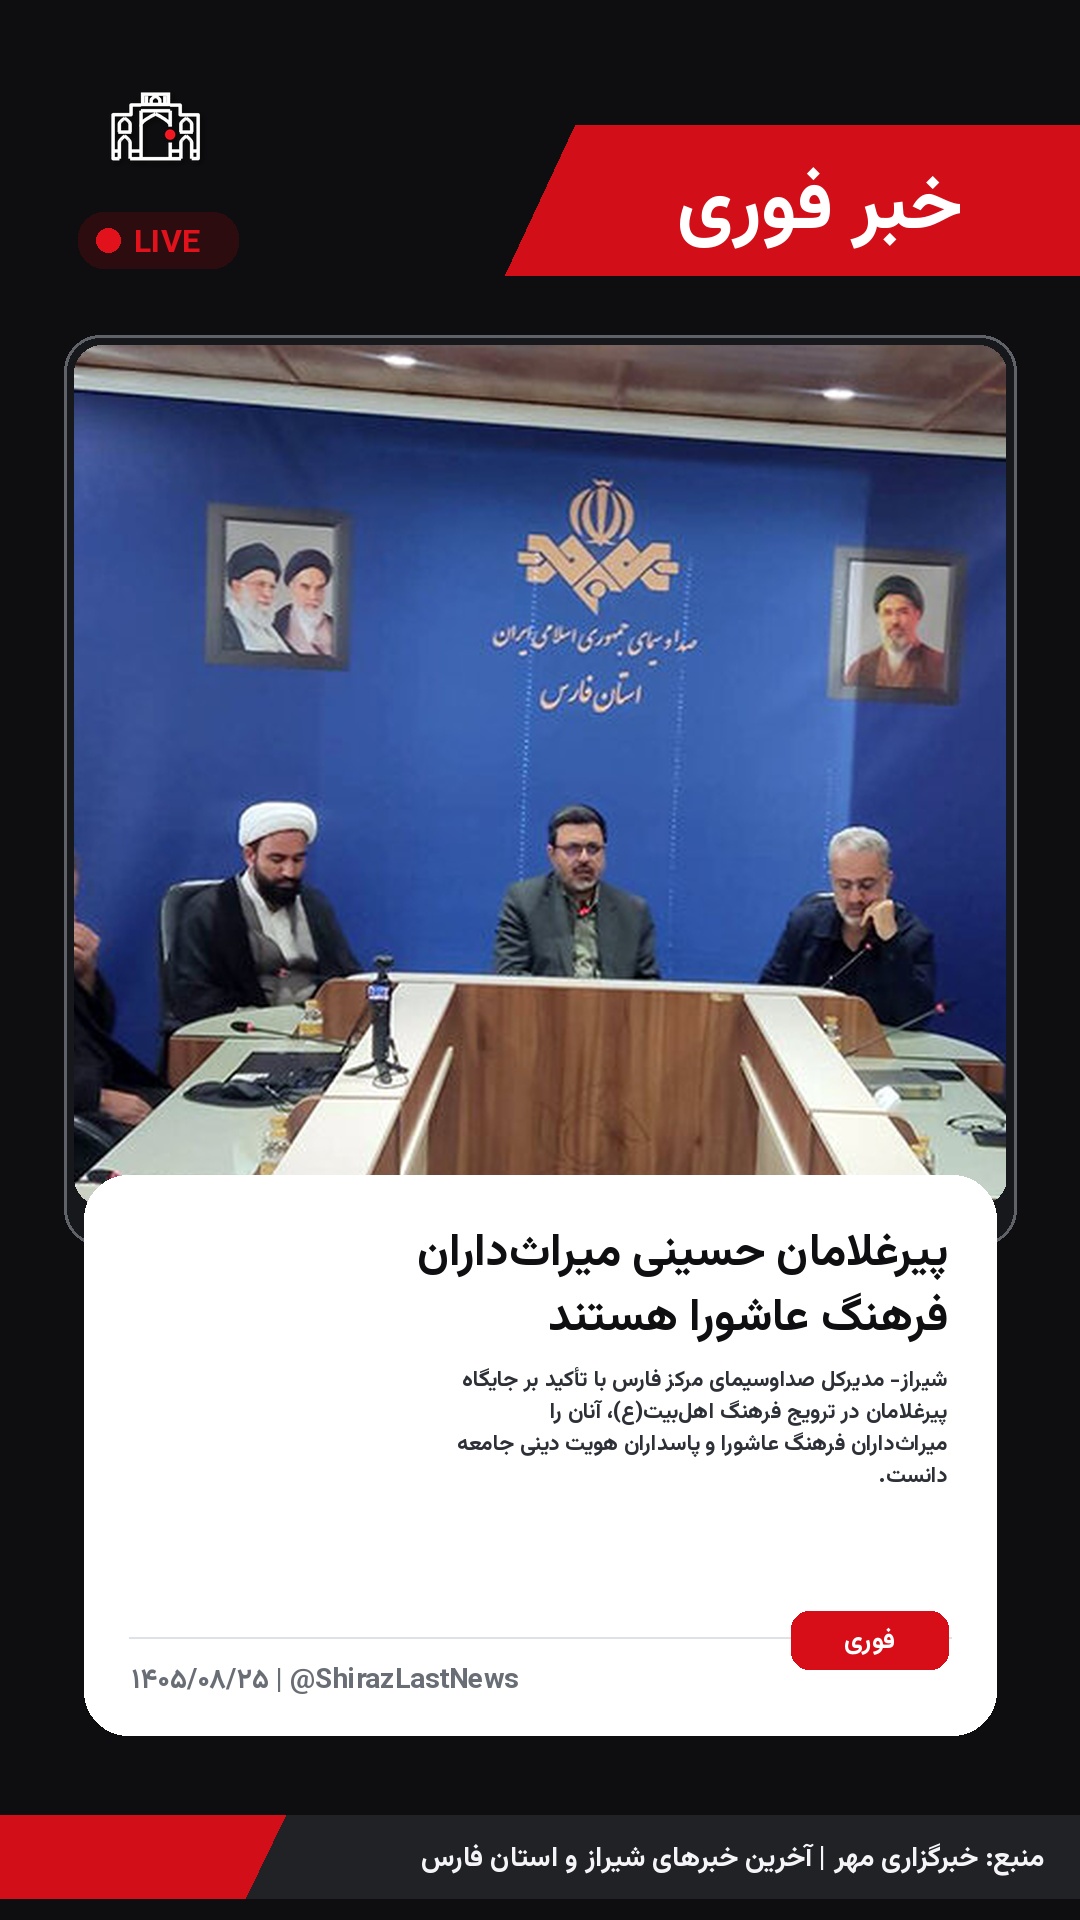 خبر فوری
LIVE
صدا و سیمای جمهوری اسلامی ایران
استان فارس
پیرغلامان حسینی میراث‌داران
فرهنگ عاشورا هستند
شیراز- مدیرکل صداوسیمای مرکز فارس با تأکید بر جایگاه
پیرغلامان در ترویج فرهنگ اهل‌بیت(ع)، آنان را
میراث‌داران فرهنگ عاشورا و پاسداران هویت دینی جامعه
دانست.
فوری
۱۴۰۵/۰۸/۲۵ | @ShirazLastNews
منبع: خبرگزاری مهر | آخرین خبرهای شیراز و استان فارس